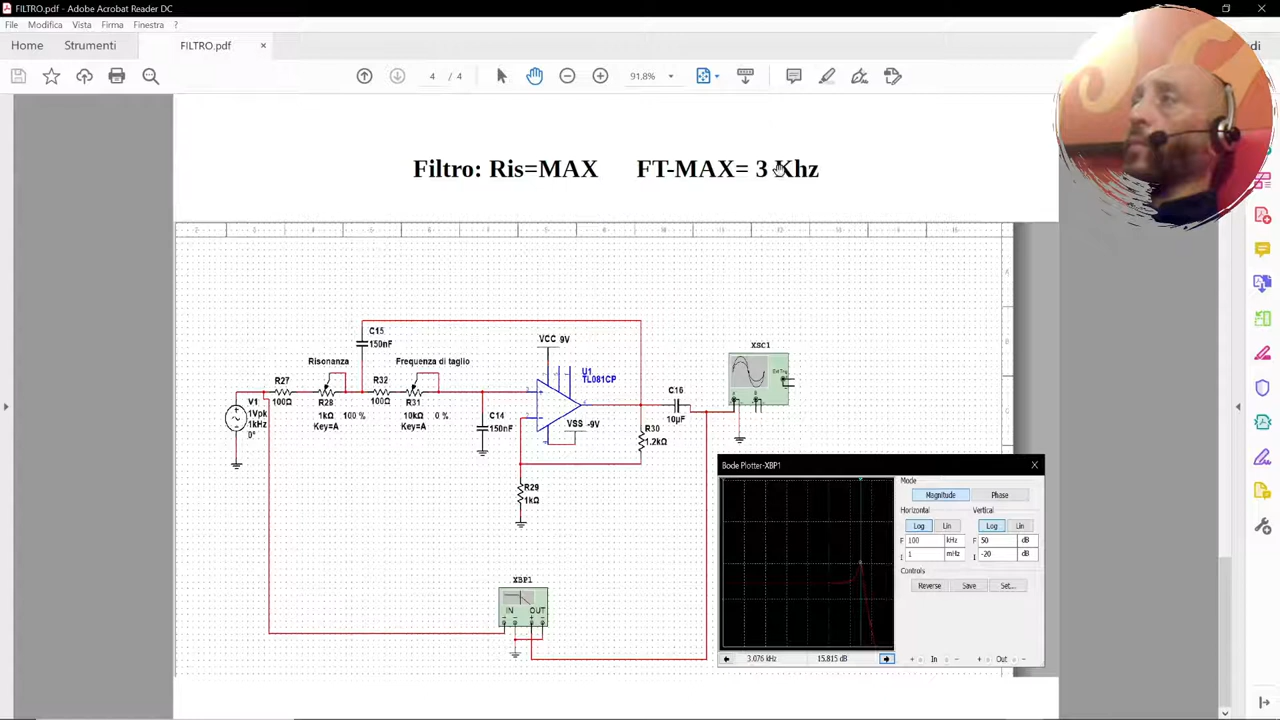 FILTRO.pdf - Adobe Acrobat Reader DC
File Modifica Vista Firma Finestra ?
Home Strumenti FILTRO.pdf ×
4 / 4 91.8%
Filtro: Ris=MAX FT-MAX= 3 Khz
C15
150nF
VCC 9V
XSC1
Ext Trig
Risonanza
Frequenza di taglio
U1
TL081CP
R27
100Ω
R28
1kΩ 100 %
Key=A
R32
100Ω
R31
10kΩ 0 %
Key=A
V1
1Vpk
1kHz
0°
C14
150nF
VSS -9V
C16
10µF
R30
1.2kΩ
R29
1kΩ
XBP1
IN OUT
Bode Plotter-XBP1
Mode
Magnitude Phase
Horizontal Vertical
Log Lin Log Lin
F 100 kHz F 50 dB
I 1 mHz I -20 dB
Controls
Reverse Save Set...
3.076 kHz 15.815 dB
+ In - + Out -